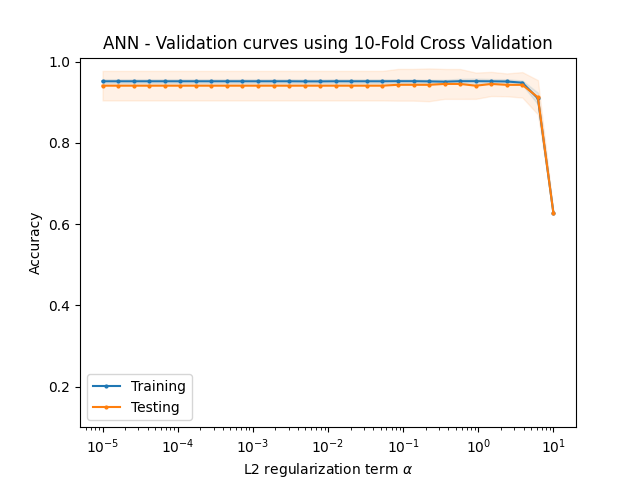 ANN - Validation curves using 10-Fold Cross Validation
1.0
0.8
0.6
0.4
0.2
Accuracy
Training
Testing
10⁻⁵ 10⁻⁴ 10⁻³ 10⁻² 10⁻¹ 10⁰ 10¹
L2 regularization term α